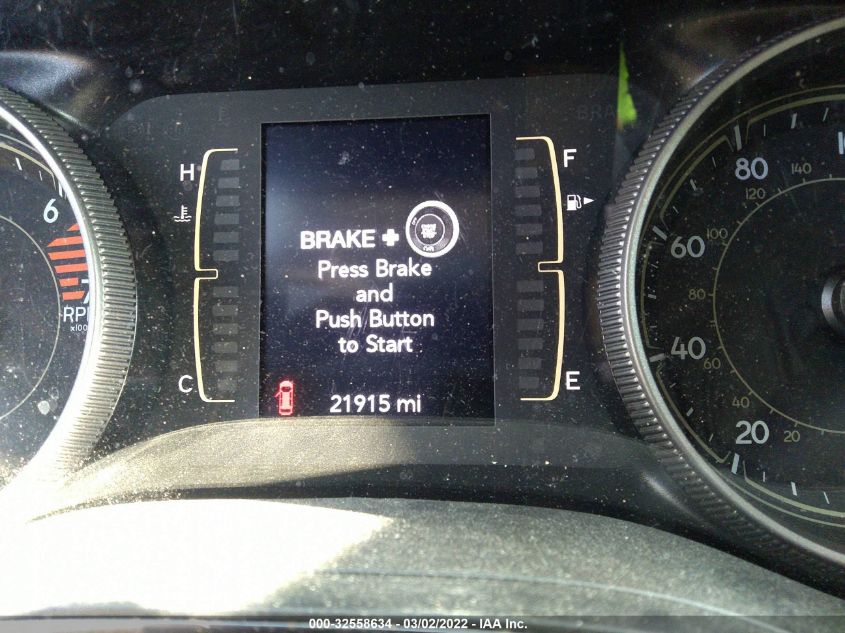 H
F
6
7
RPM
C
E
BRAKE +
Press Brake
and
Push Button
to Start
21915 mi
80
60
40
20
140
120
100
80
60
40
20
000-32558634 - 03/02/2022 - IAA Inc.